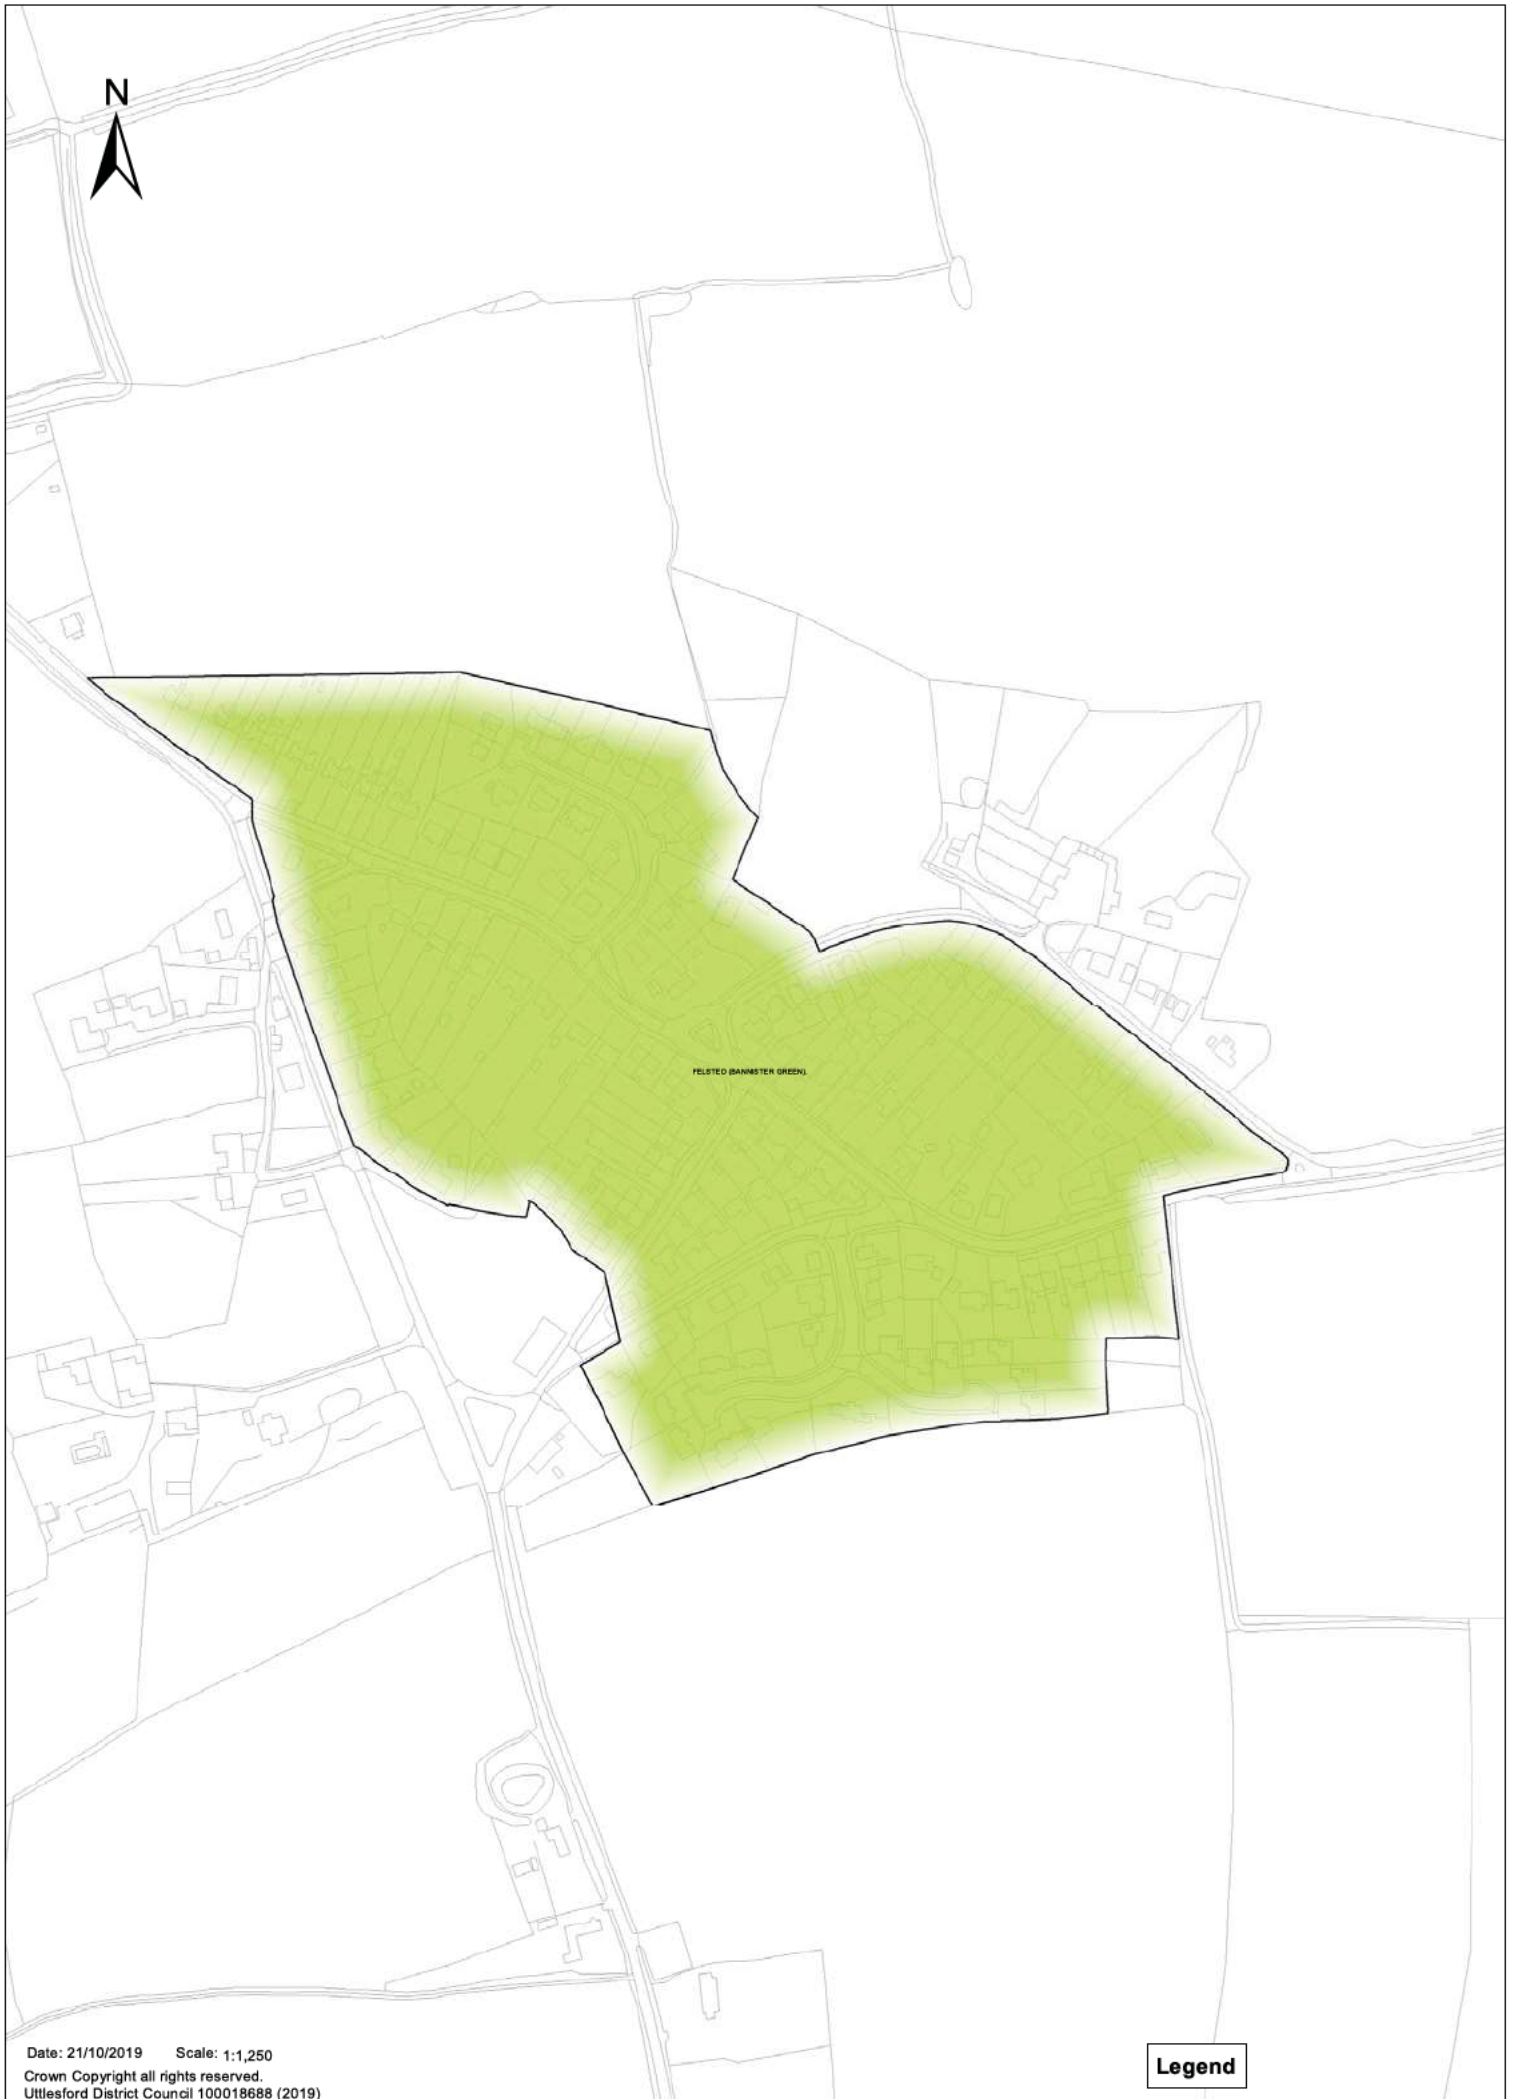 N
FELSTED (BANNISTER GREEN).
Date: 21/10/2019 Scale: 1:1,250
Crown Copyright all rights reserved.
Uttlesford District Council 100018688 (2019)
Legend